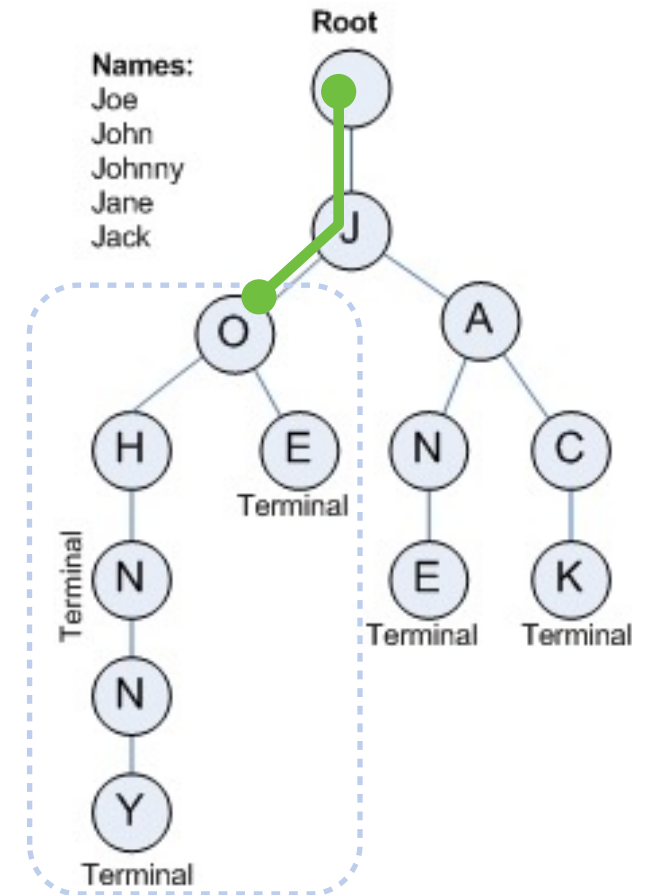 Root
Names:
Joe
John
Johnny
Jane
Jack
J
O
A
H
E
N
C
Terminal
Terminal
N
E
K
Terminal
Terminal
N
Y
Terminal